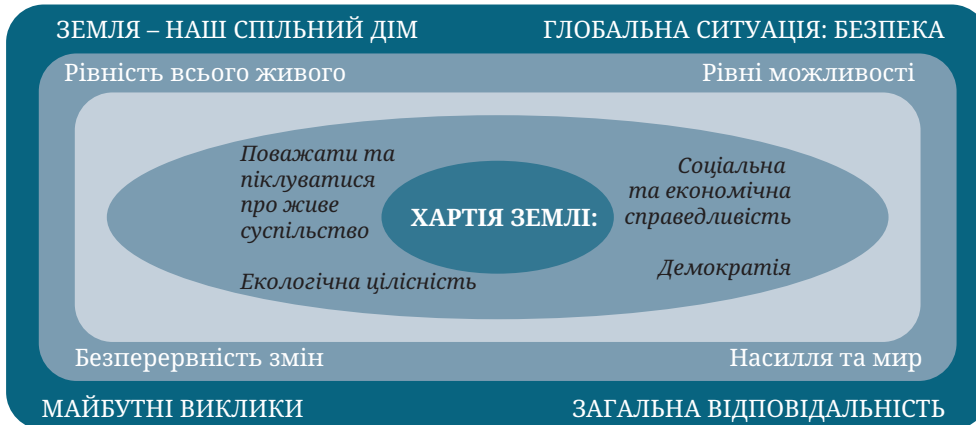 ЗЕМЛЯ – НАШ СПІЛЬНИЙ ДІМ
ГЛОБАЛЬНА СИТУАЦІЯ: БЕЗПЕКА
Рівність всього живого
Рівні можливості
Поважати та
піклуватися
про живе
суспільство
Екологічна цілісність
ХАРТІЯ ЗЕМЛІ:
Соціальна
та економічна
справедливість
Демократія
Безперервність змін
Насилля та мир
МАЙБУТНІ ВИКЛИКИ
ЗАГАЛЬНА ВІДПОВІДАЛЬНІСТЬ